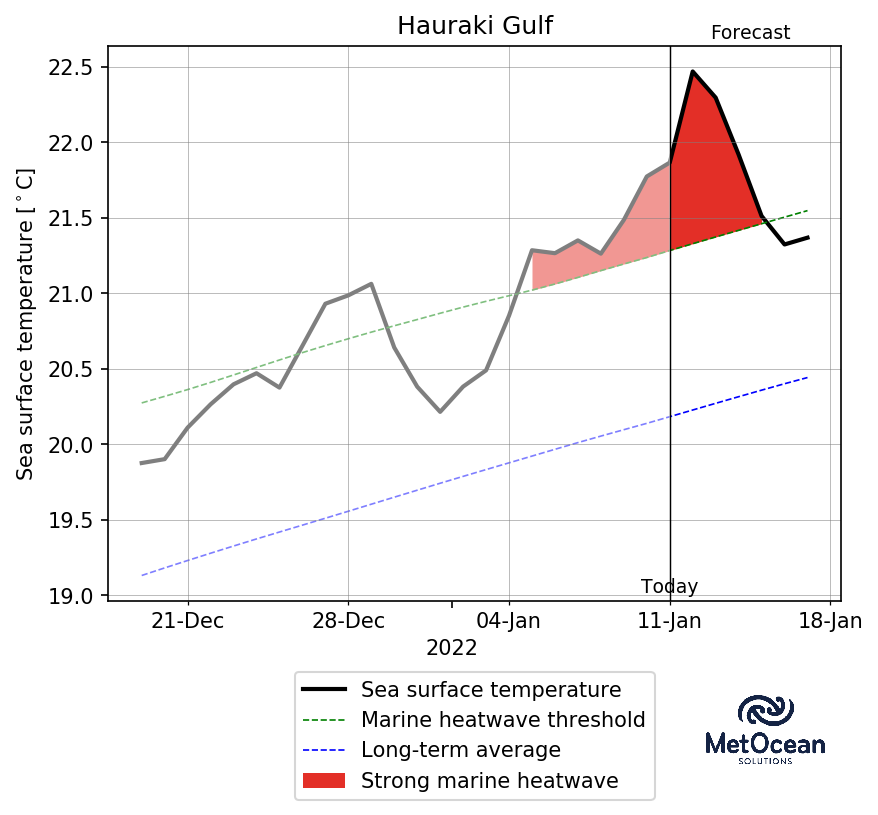 Hauraki Gulf
Forecast
22.5
22.0
21.5
21.0
20.5
20.0
19.5
19.0
Sea surface temperature [°C]
Today
21-Dec 28-Dec 04-Jan 11-Jan 18-Jan
2022
Sea surface temperature
Marine heatwave threshold
Long-term average
Strong marine heatwave
MetOcean
SOLUTIONS